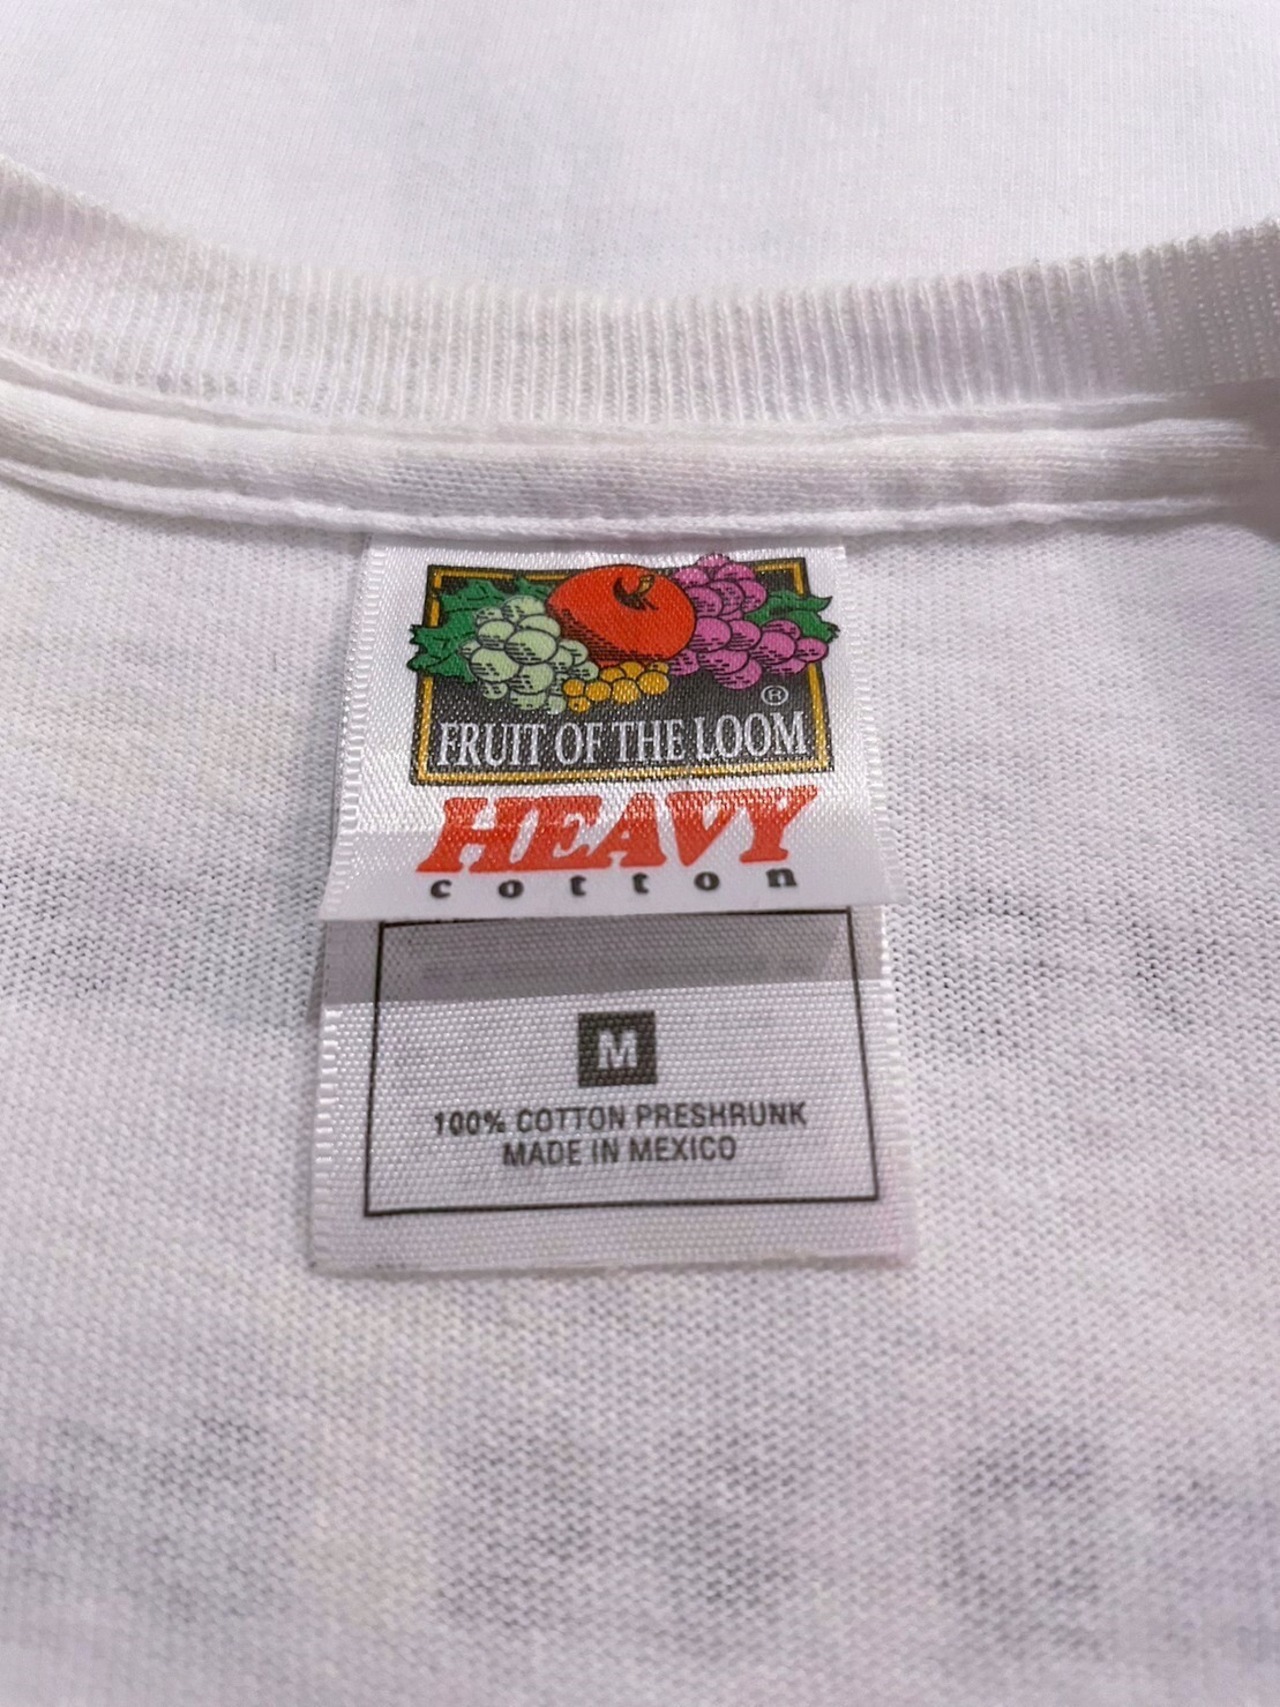 ®
FRUIT OF THE LOOM
HEAVY
cotton
M
100% COTTON PRESHRUNK
MADE IN MEXICO